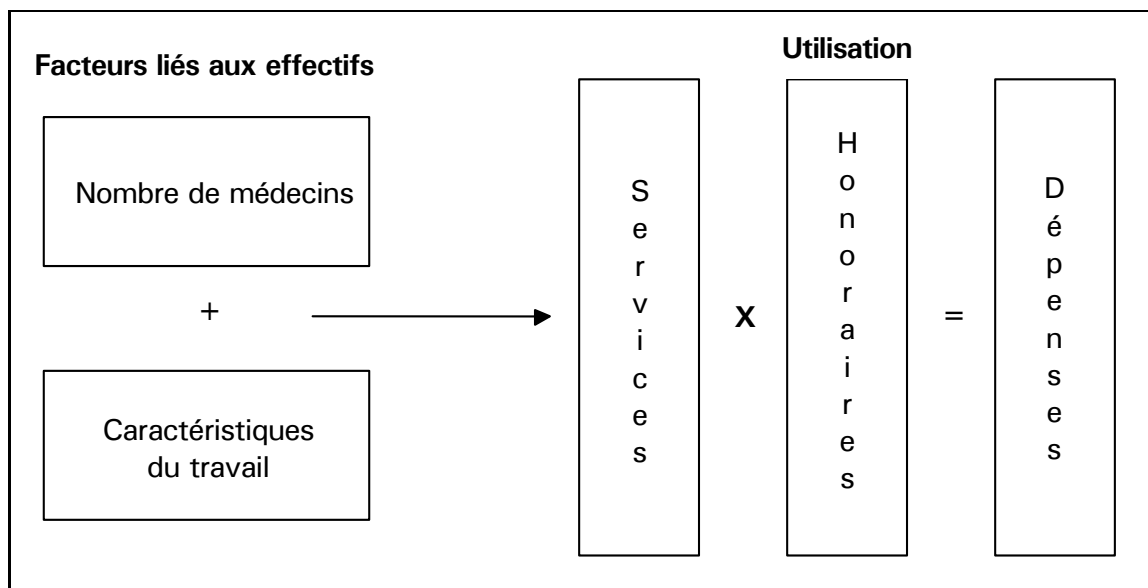 Utilisation
Facteurs liés aux effectifs
Nombre de médecins
+
Caractéristiques
du travail
Services
X
Honoraires
=
Dépenses